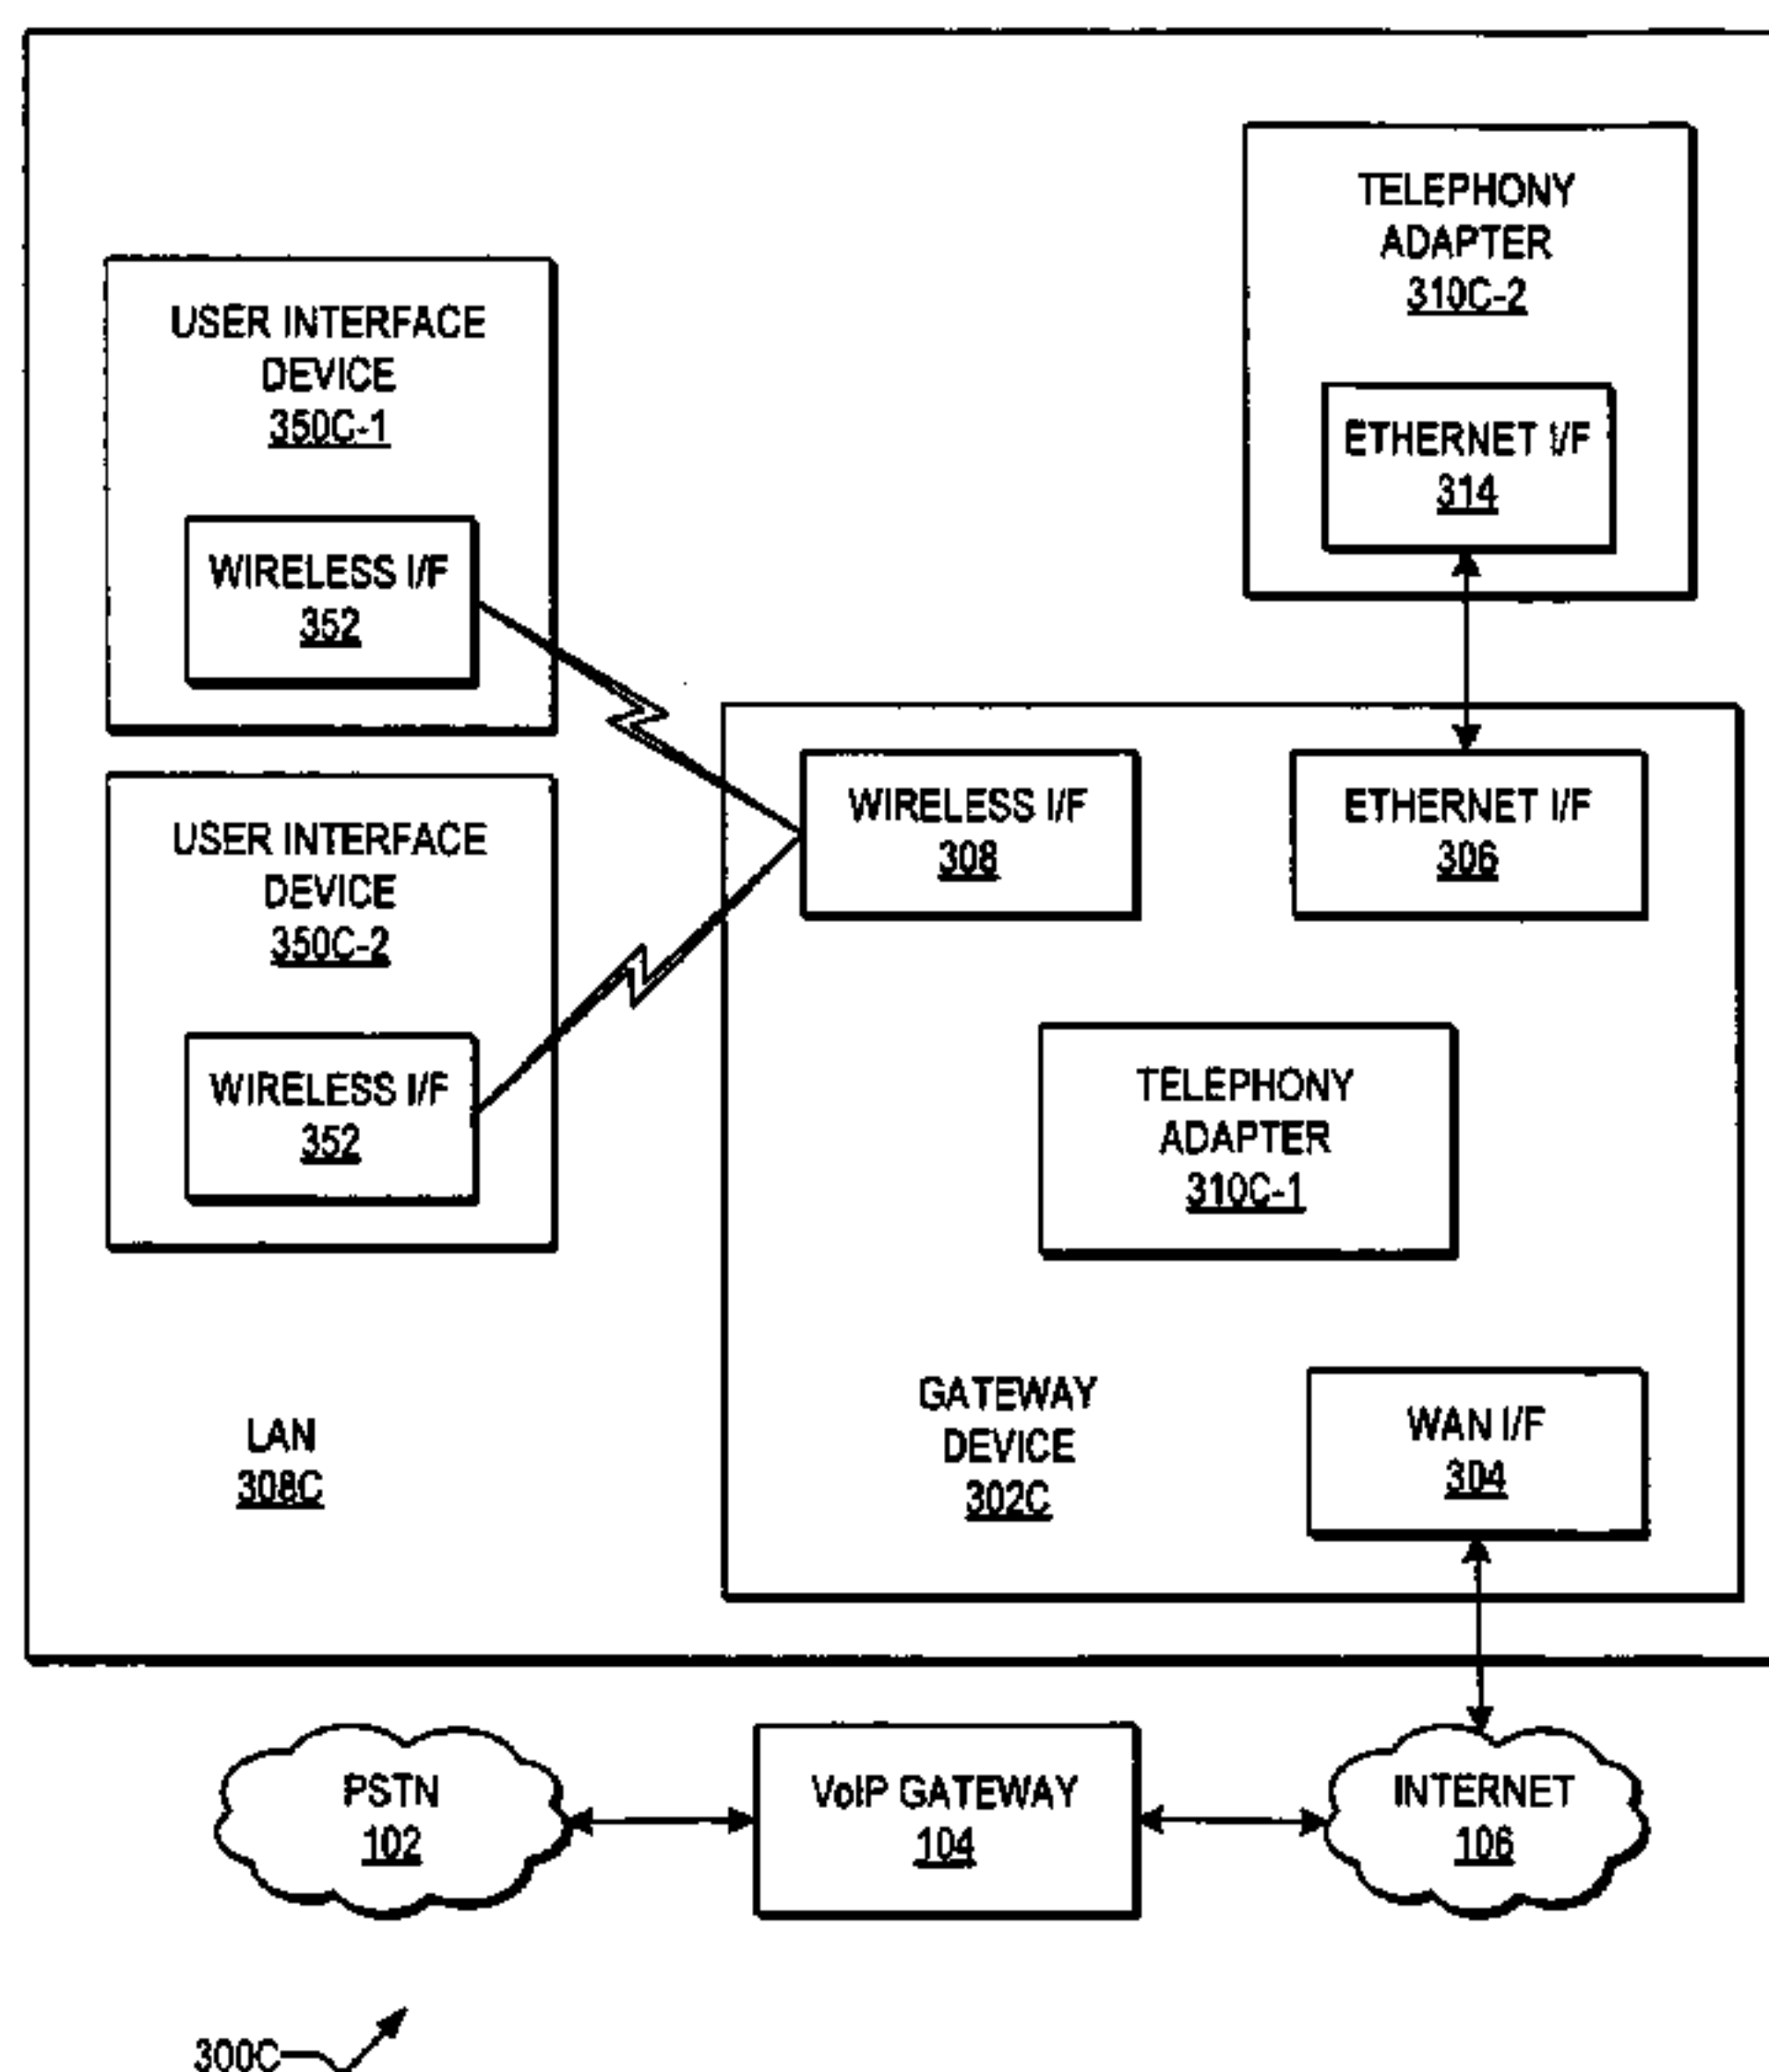 TELEPHONY
ADAPTER
310C-2
ETHERNET I/F
314
USER INTERFACE
DEVICE
350C-1
WIRELESS I/F
352
USER INTERFACE
DEVICE
350C-2
WIRELESS I/F
352
WIRELESS I/F
308
ETHERNET I/F
306
TELEPHONY
ADAPTER
310C-1
GATEWAY
DEVICE
302C
WAN I/F
304
LAN
308C
PSTN
102
VoIP GATEWAY
104
INTERNET
106
300C